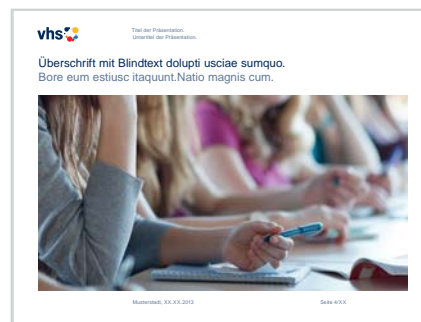 vhs
Titel der Präsentation.
Untertitel der Präsentation.
Überschrift mit Blindtext dolupti usciae sumquo.
Bore eum estiusc itaquunt.Natio magnis cum.
Musterstadt, XX.XX.2013
Seite 4/XX